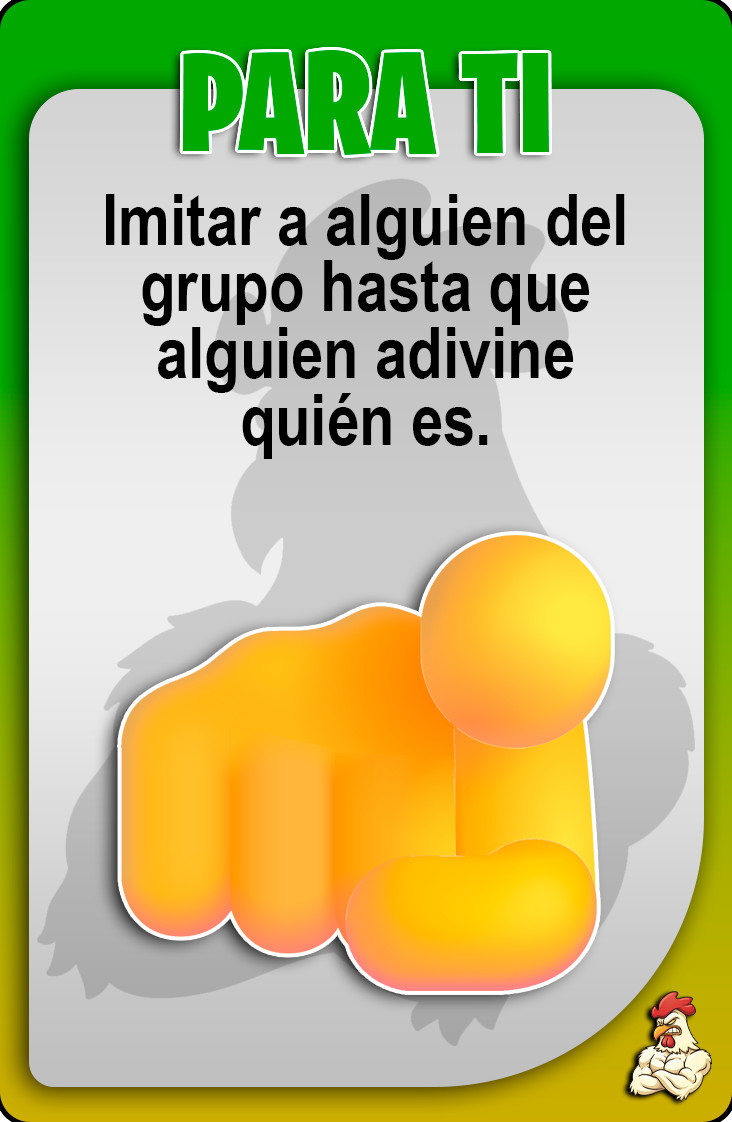 PARA TI
Imitar a alguien del
grupo hasta que
alguien adivine
quién es.